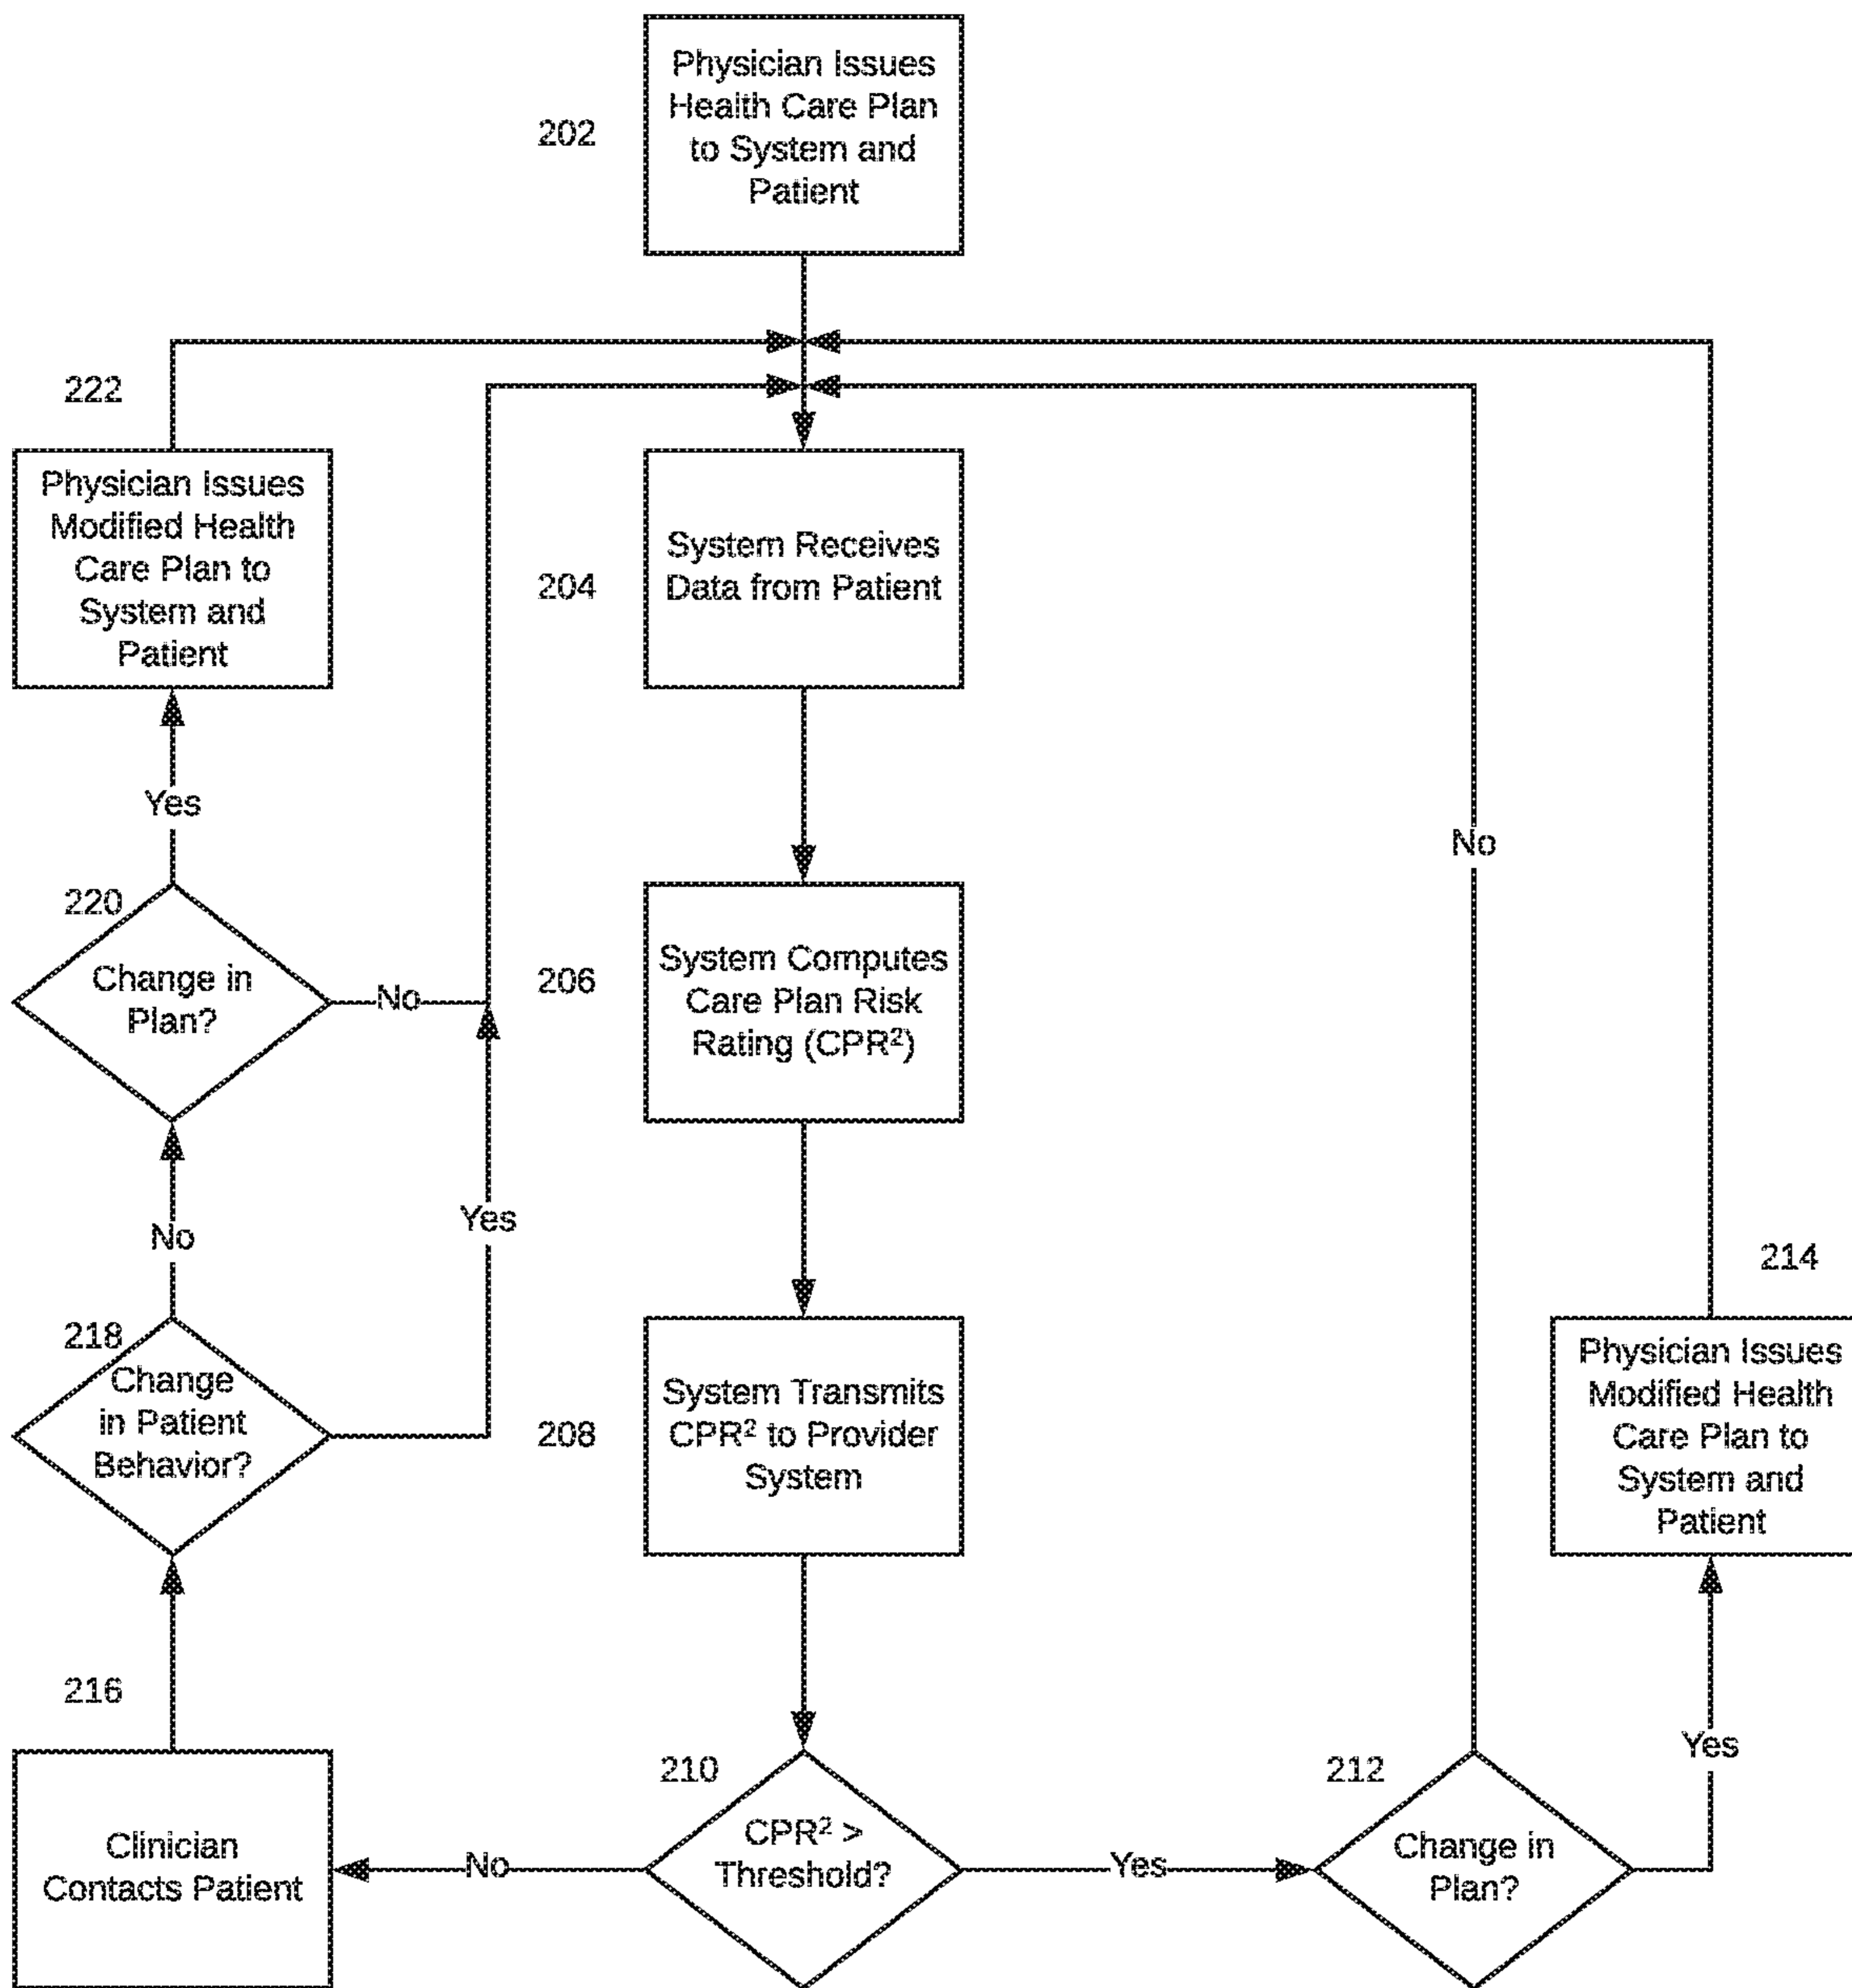 Physician Issues
Health Care Plan
to System and
Patient
202
222
Physician Issues
Modified Health
Care Plan to
System and
Patient
204
System Receives
Data from Patient
Yes
No
220
Change in
Plan?
No
206
System Computes
Care Plan Risk
Rating (CPR²)
No
Yes
214
218
Change
in Patient
Behavior?
208
System Transmits
CPR² to Provider
System
Physician Issues
Modified Health
Care Plan to
System and
Patient
216
Clinician
Contacts Patient
No
210
CPR² >
Threshold?
Yes
212
Change in
Plan?
Yes